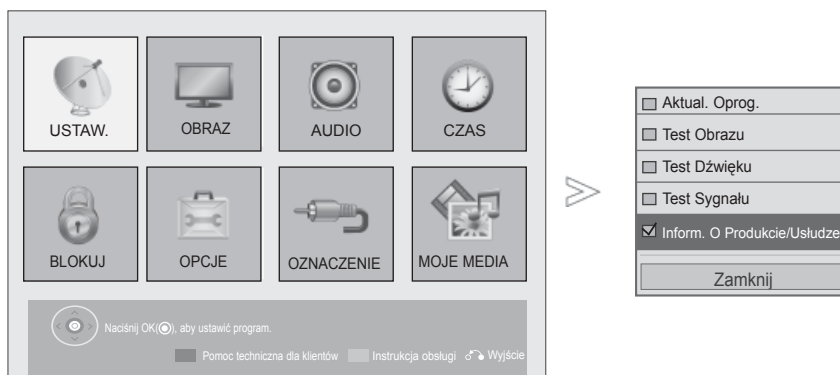 USTAW.
OBRAZ
AUDIO
CZAS
BLOKUJ
OPCJE
OZNACZENIE
MOJE MEDIA
Naciśnij OK(◉), aby ustawić program.
Pomoc techniczna dla klientów Instrukcja obsługi Wyjście
Aktual. Oprog.
Test Obrazu
Test Dźwięku
Test Sygnału
Inform. O Produkcie/Usłudze
Zamknij